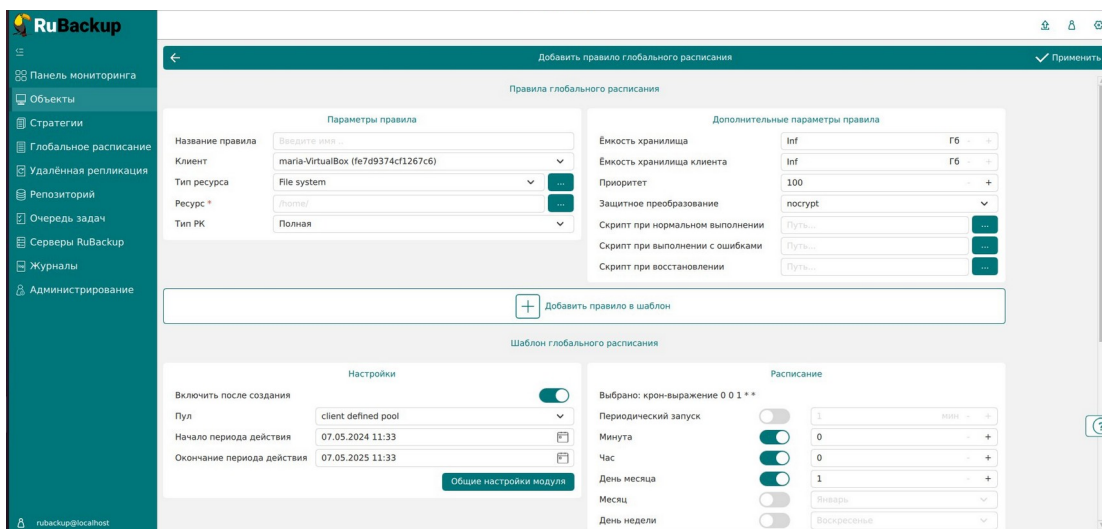 RuBackup
Панель мониторинга
Объекты
Стратегии
Глобальное расписание
Удалённая репликация
Репозиторий
Очередь задач
Серверы RuBackup
Журналы
Администрирование
rubackup@localhost
Добавить правило глобального расписания
Применить
Правила глобального расписания
Параметры правила
Название правила Введите имя ..
Клиент maria-VirtualBox (fe7d9374cf1267c6)
Тип ресурса File system ...
Ресурс * /home/ ...
Тип РК Полная
Дополнительные параметры правила
Ёмкость хранилища Inf Гб - +
Ёмкость хранилища клиента Inf Гб - +
Приоритет 100 - +
Защитное преобразование nocrypt
Скрипт при нормальном выполнении Путь... ...
Скрипт при выполнении с ошибками Путь... ...
Скрипт при восстановлении Путь... ...
Добавить правило в шаблон
Шаблон глобального расписания
Настройки
Включить после создания
Пул client defined pool
Начало периода действия 07.05.2024 11:33
Окончание периода действия 07.05.2025 11:33
Общие настройки модуля
Расписание
Выбрано: крон-выражение 0 0 1 * *
Периодический запуск 1 мин - +
Минута 0 - +
Час 0 - +
День месяца 1 - +
Месяц Январь
День недели Воскресенье